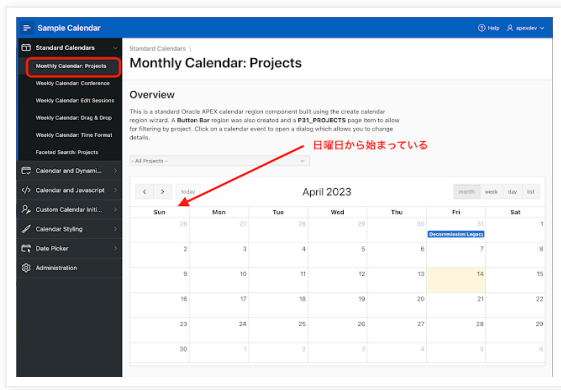 Sample Calendar
Help
apexdev
Standard Calendars
Monthly Calendar: Projects
Weekly Calendar: Conference
Weekly Calendar: Edit Sessions
Weekly Calendar: Drag & Drop
Weekly Calendar: Time Format
Faceted Search: Projects
Calendar and Dynami...
Calendar and Javascript
Custom Calendar Initi...
Calendar Styling
Date Picker
Administration
Standard Calendars \
Monthly Calendar: Projects
Overview
This is a standard Oracle APEX calendar region component built using the create calendar
region wizard. A Button Bar region was also created and a P31_PROJECTS page item to allow
for filtering by project. Click on a calendar event to open a dialog which allows you to change
details.
日曜日から始まっている
- All Projects -
today
April 2023
month week day list
Sun Mon Tue Wed Thu Fri Sat
26 27 28 29 30 31 1
Decommission Legacy
2 3 4 5 6 7 8
9 10 11 12 13 14 15
16 17 18 19 20 21 22
23 24 25 26 27 28 29
30 1 2 3 4 5 6